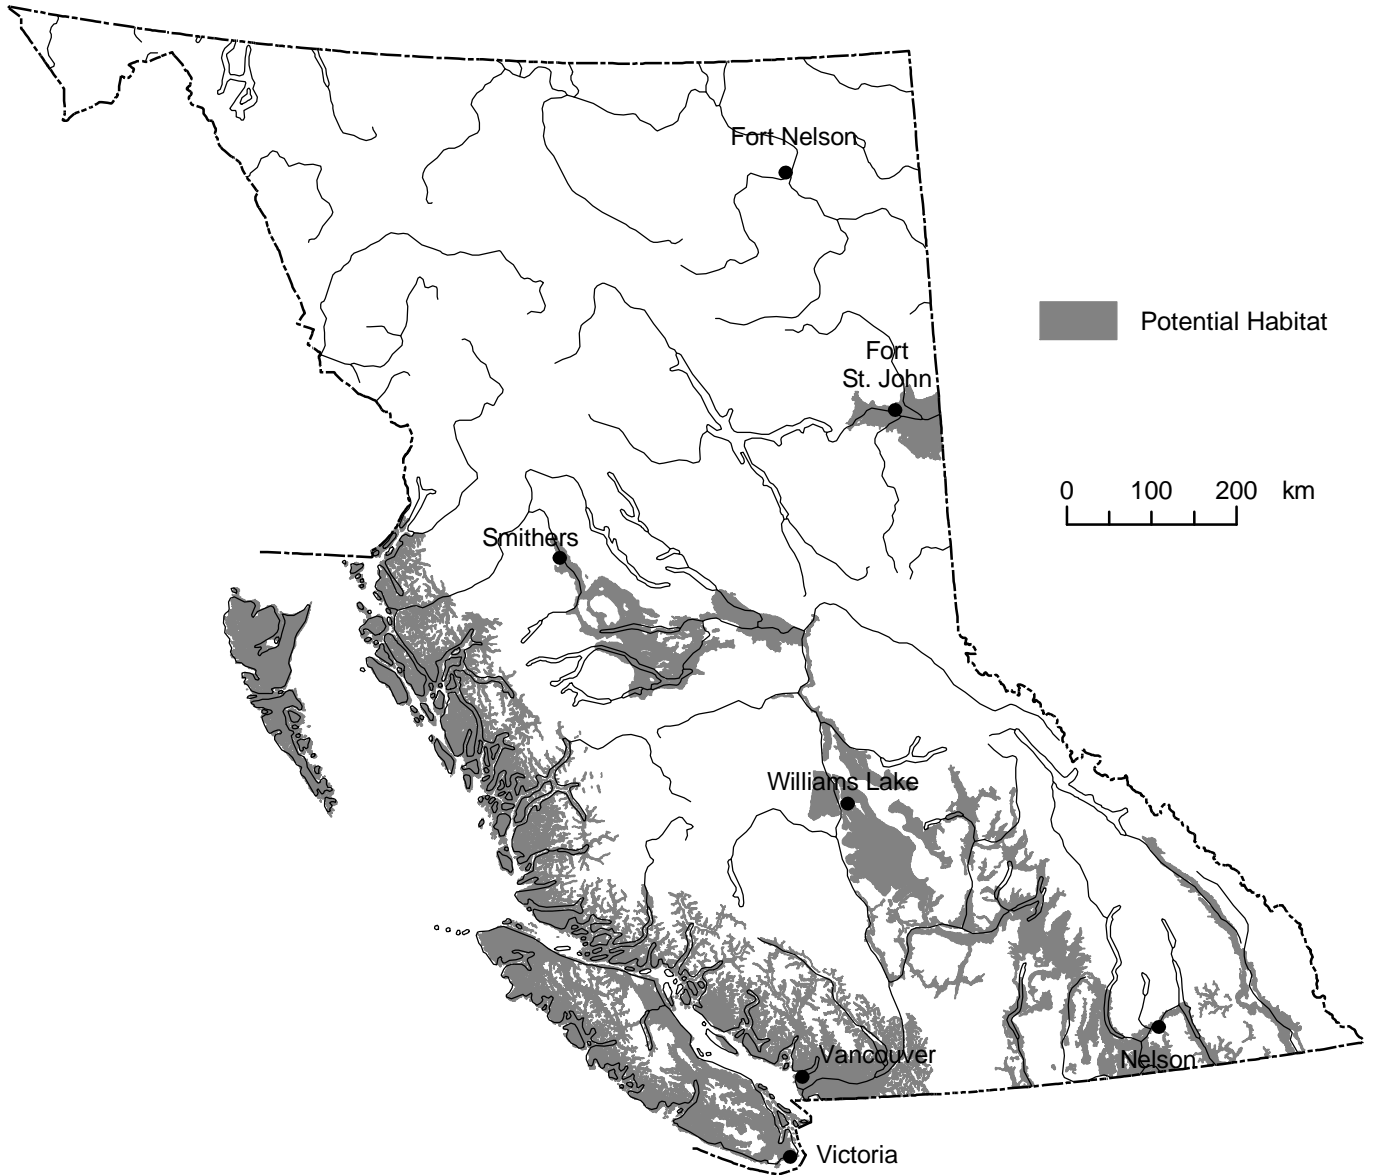 Fort Nelson
Potential Habitat
Fort
St. John
0 100 200 km
Smithers
Williams Lake
Vancouver
Nelson
Victoria